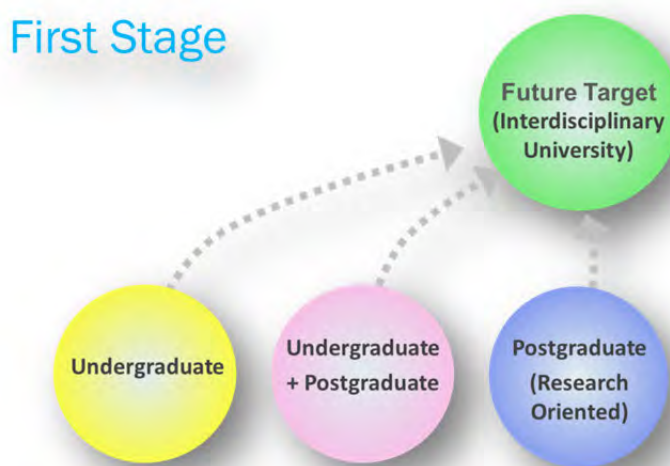 First Stage
Future Target
(Interdisciplinary
University)
Undergraduate
Undergraduate
+ Postgraduate
Postgraduate
(Research
Oriented)